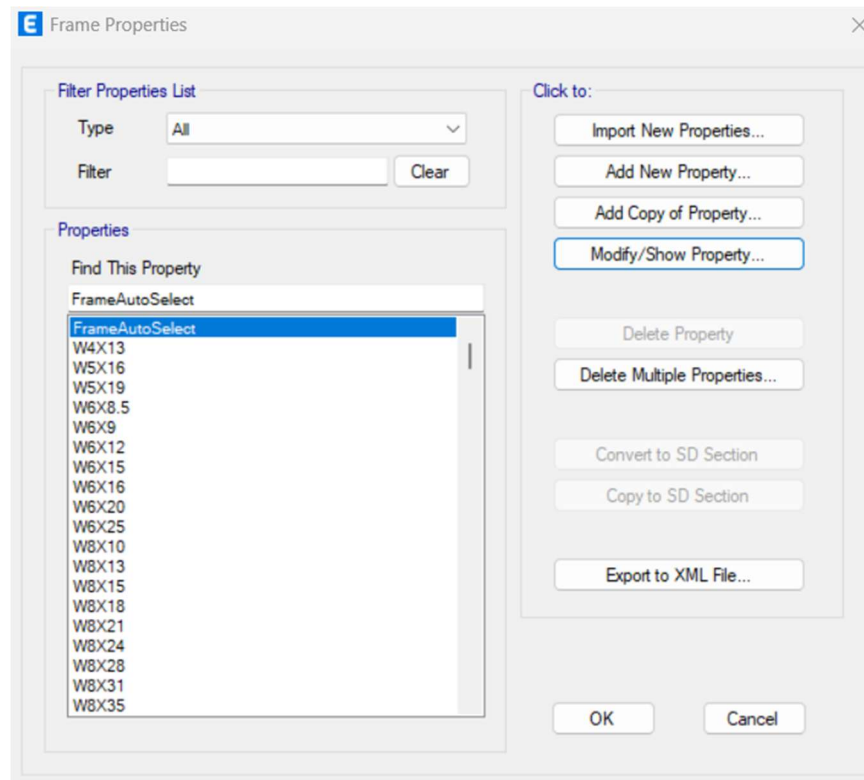 E Frame Properties
Filter Properties List
Type All
Filter Clear
Properties
Find This Property
FrameAutoSelect
FrameAutoSelect
W4X13
W5X16
W5X19
W6X8.5
W6X9
W6X12
W6X15
W6X16
W6X20
W6X25
W8X10
W8X13
W8X15
W8X18
W8X21
W8X24
W8X28
W8X31
W8X35
Click to:
Import New Properties...
Add New Property...
Add Copy of Property...
Modify/Show Property...
Delete Property
Delete Multiple Properties...
Convert to SD Section
Copy to SD Section
Export to XML File...
OK Cancel